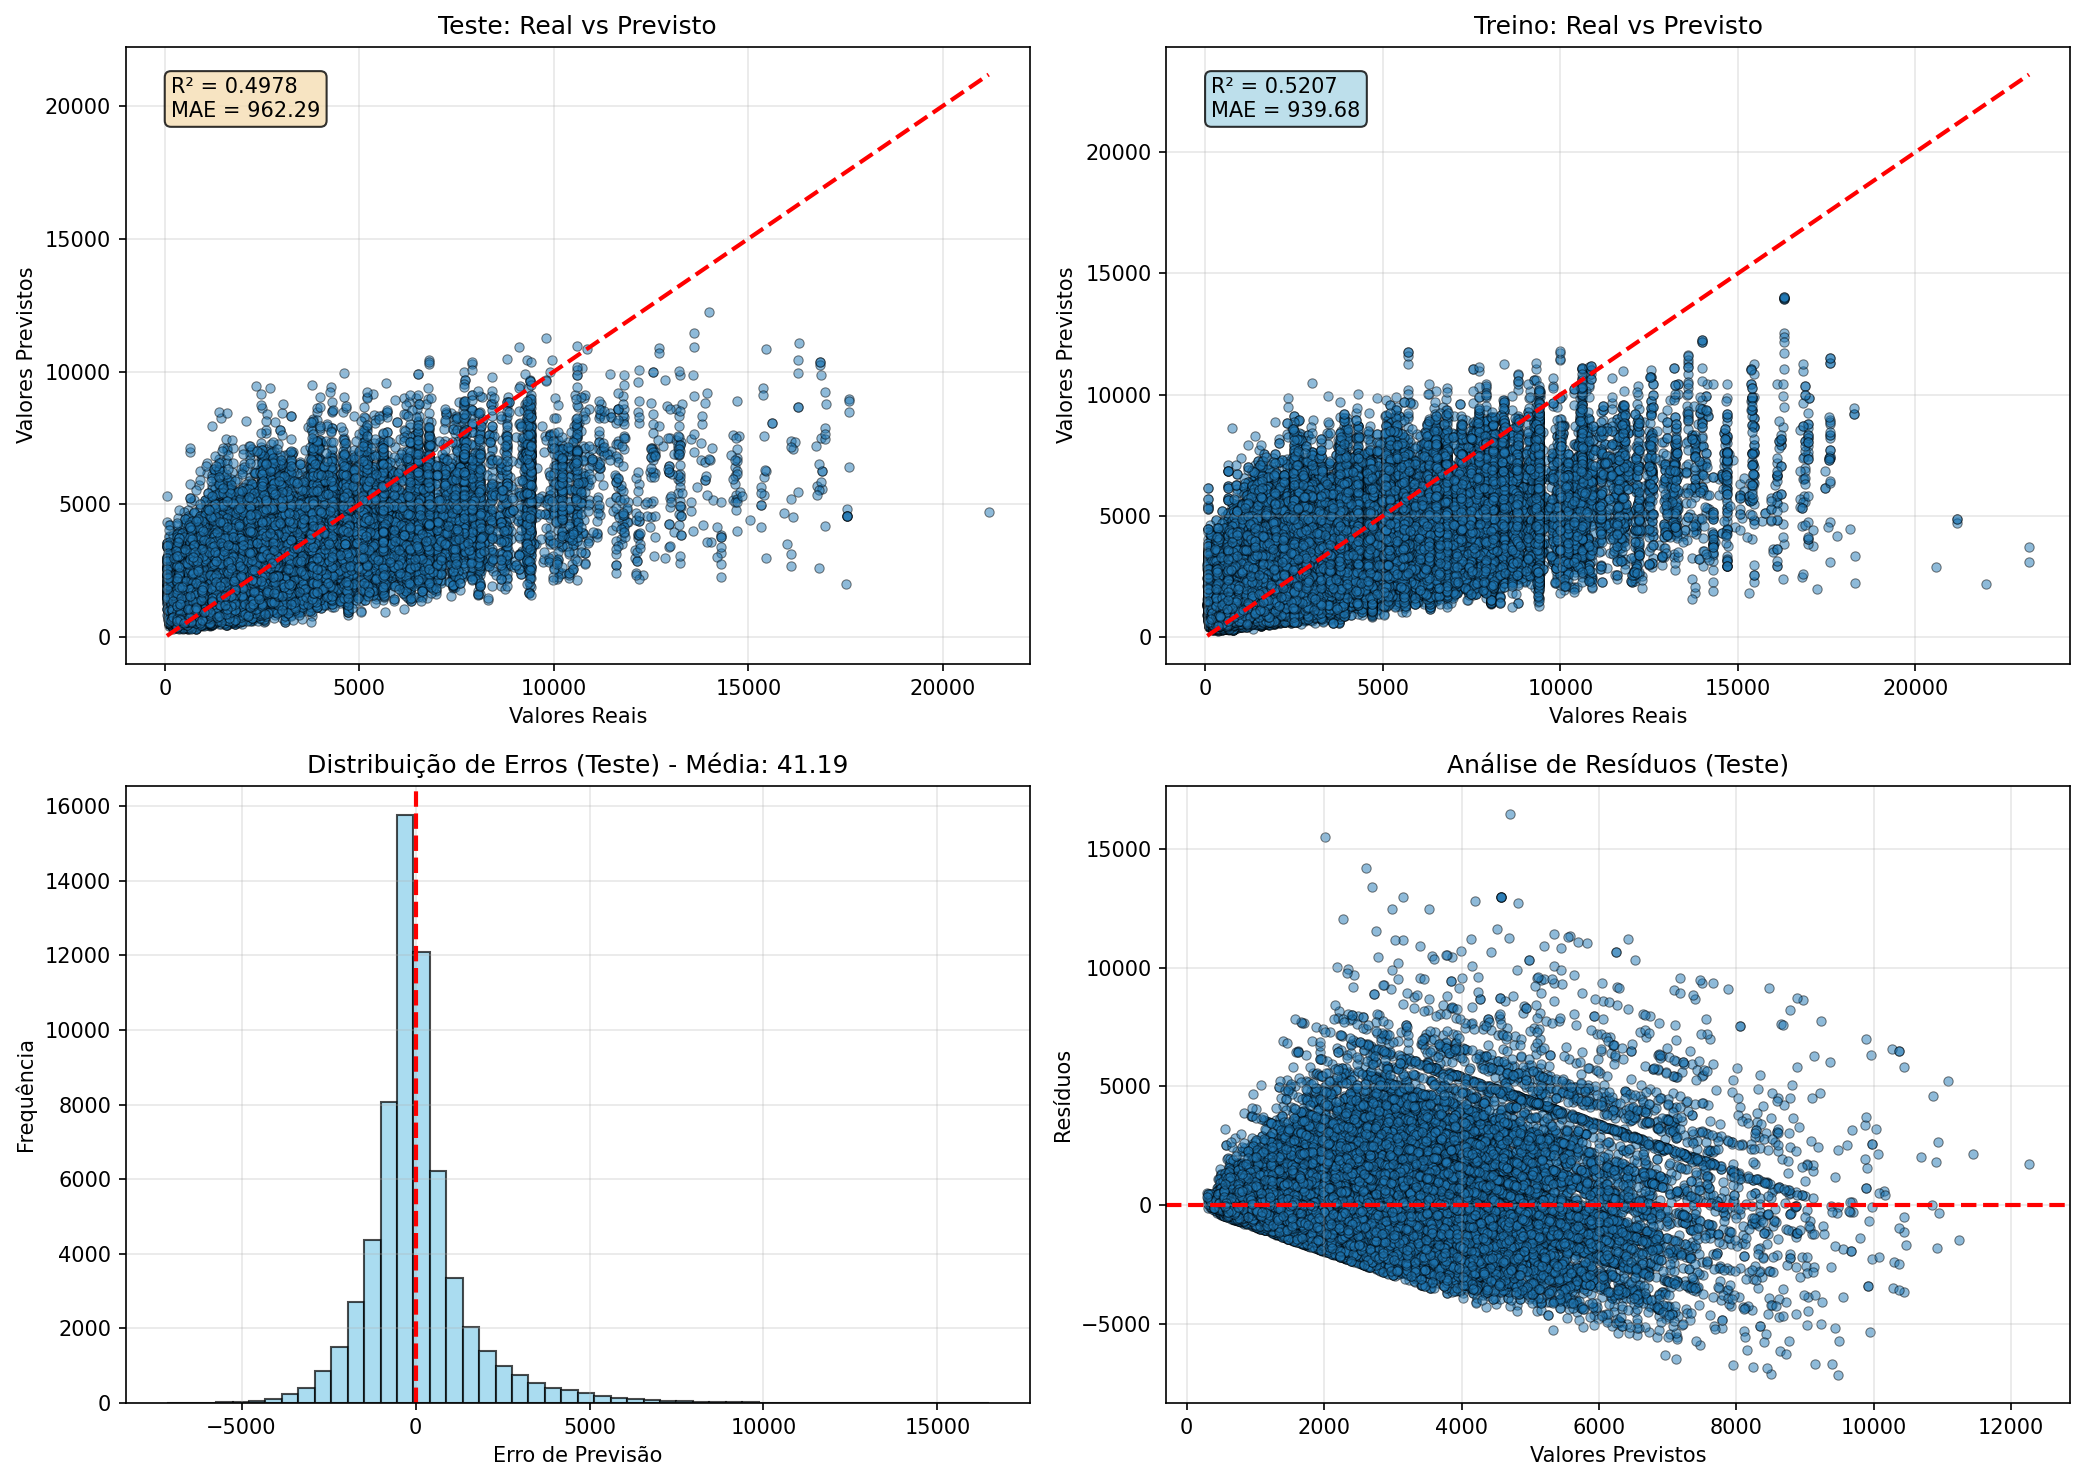 Teste: Real vs Previsto
R² = 0.4978
MAE = 962.29
20000
15000
10000
5000
0
Valores Previstos
0 5000 10000 15000 20000
Valores Reais
Treino: Real vs Previsto
R² = 0.5207
MAE = 939.68
20000
15000
10000
5000
0
Valores Previstos
0 5000 10000 15000 20000
Valores Reais
Distribuição de Erros (Teste) - Média: 41.19
16000
14000
12000
10000
8000
6000
4000
2000
0
Frequência
−5000 0 5000 10000 15000
Erro de Previsão
Análise de Resíduos (Teste)
15000
10000
5000
0
−5000
Resíduos
0 2000 4000 6000 8000 10000 12000
Valores Previstos